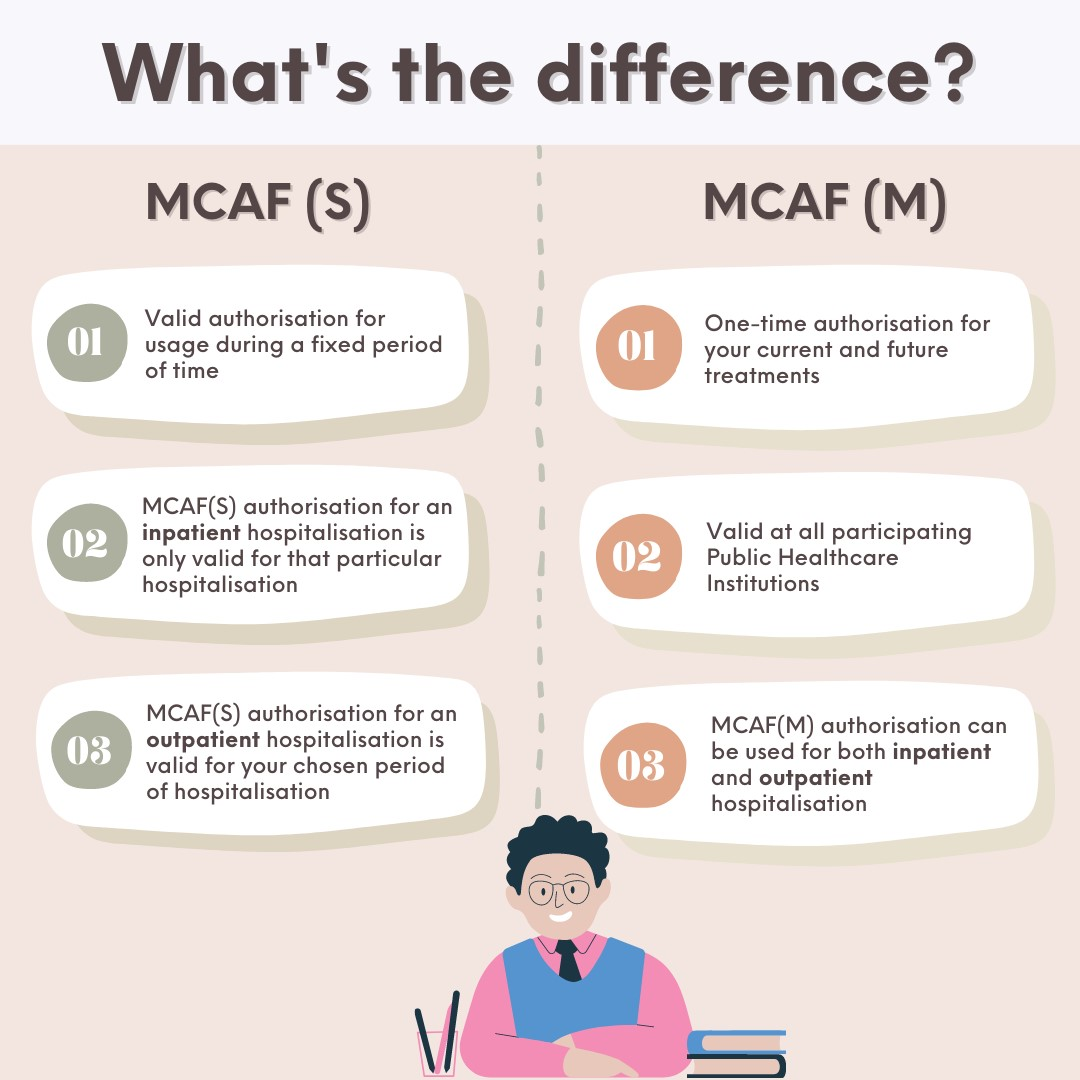 What's the difference?
MCAF (S)
01
Valid authorisation for
usage during a fixed period
of time
02
MCAF(S) authorisation for an
inpatient hospitalisation is
only valid for that particular
hospitalisation
03
MCAF(S) authorisation for an
outpatient hospitalisation is
valid for your chosen period
of hospitalisation
MCAF (M)
01
One-time authorisation for
your current and future
treatments
02
Valid at all participating
Public Healthcare
Institutions
03
MCAF(M) authorisation can
be used for both inpatient
and outpatient
hospitalisation